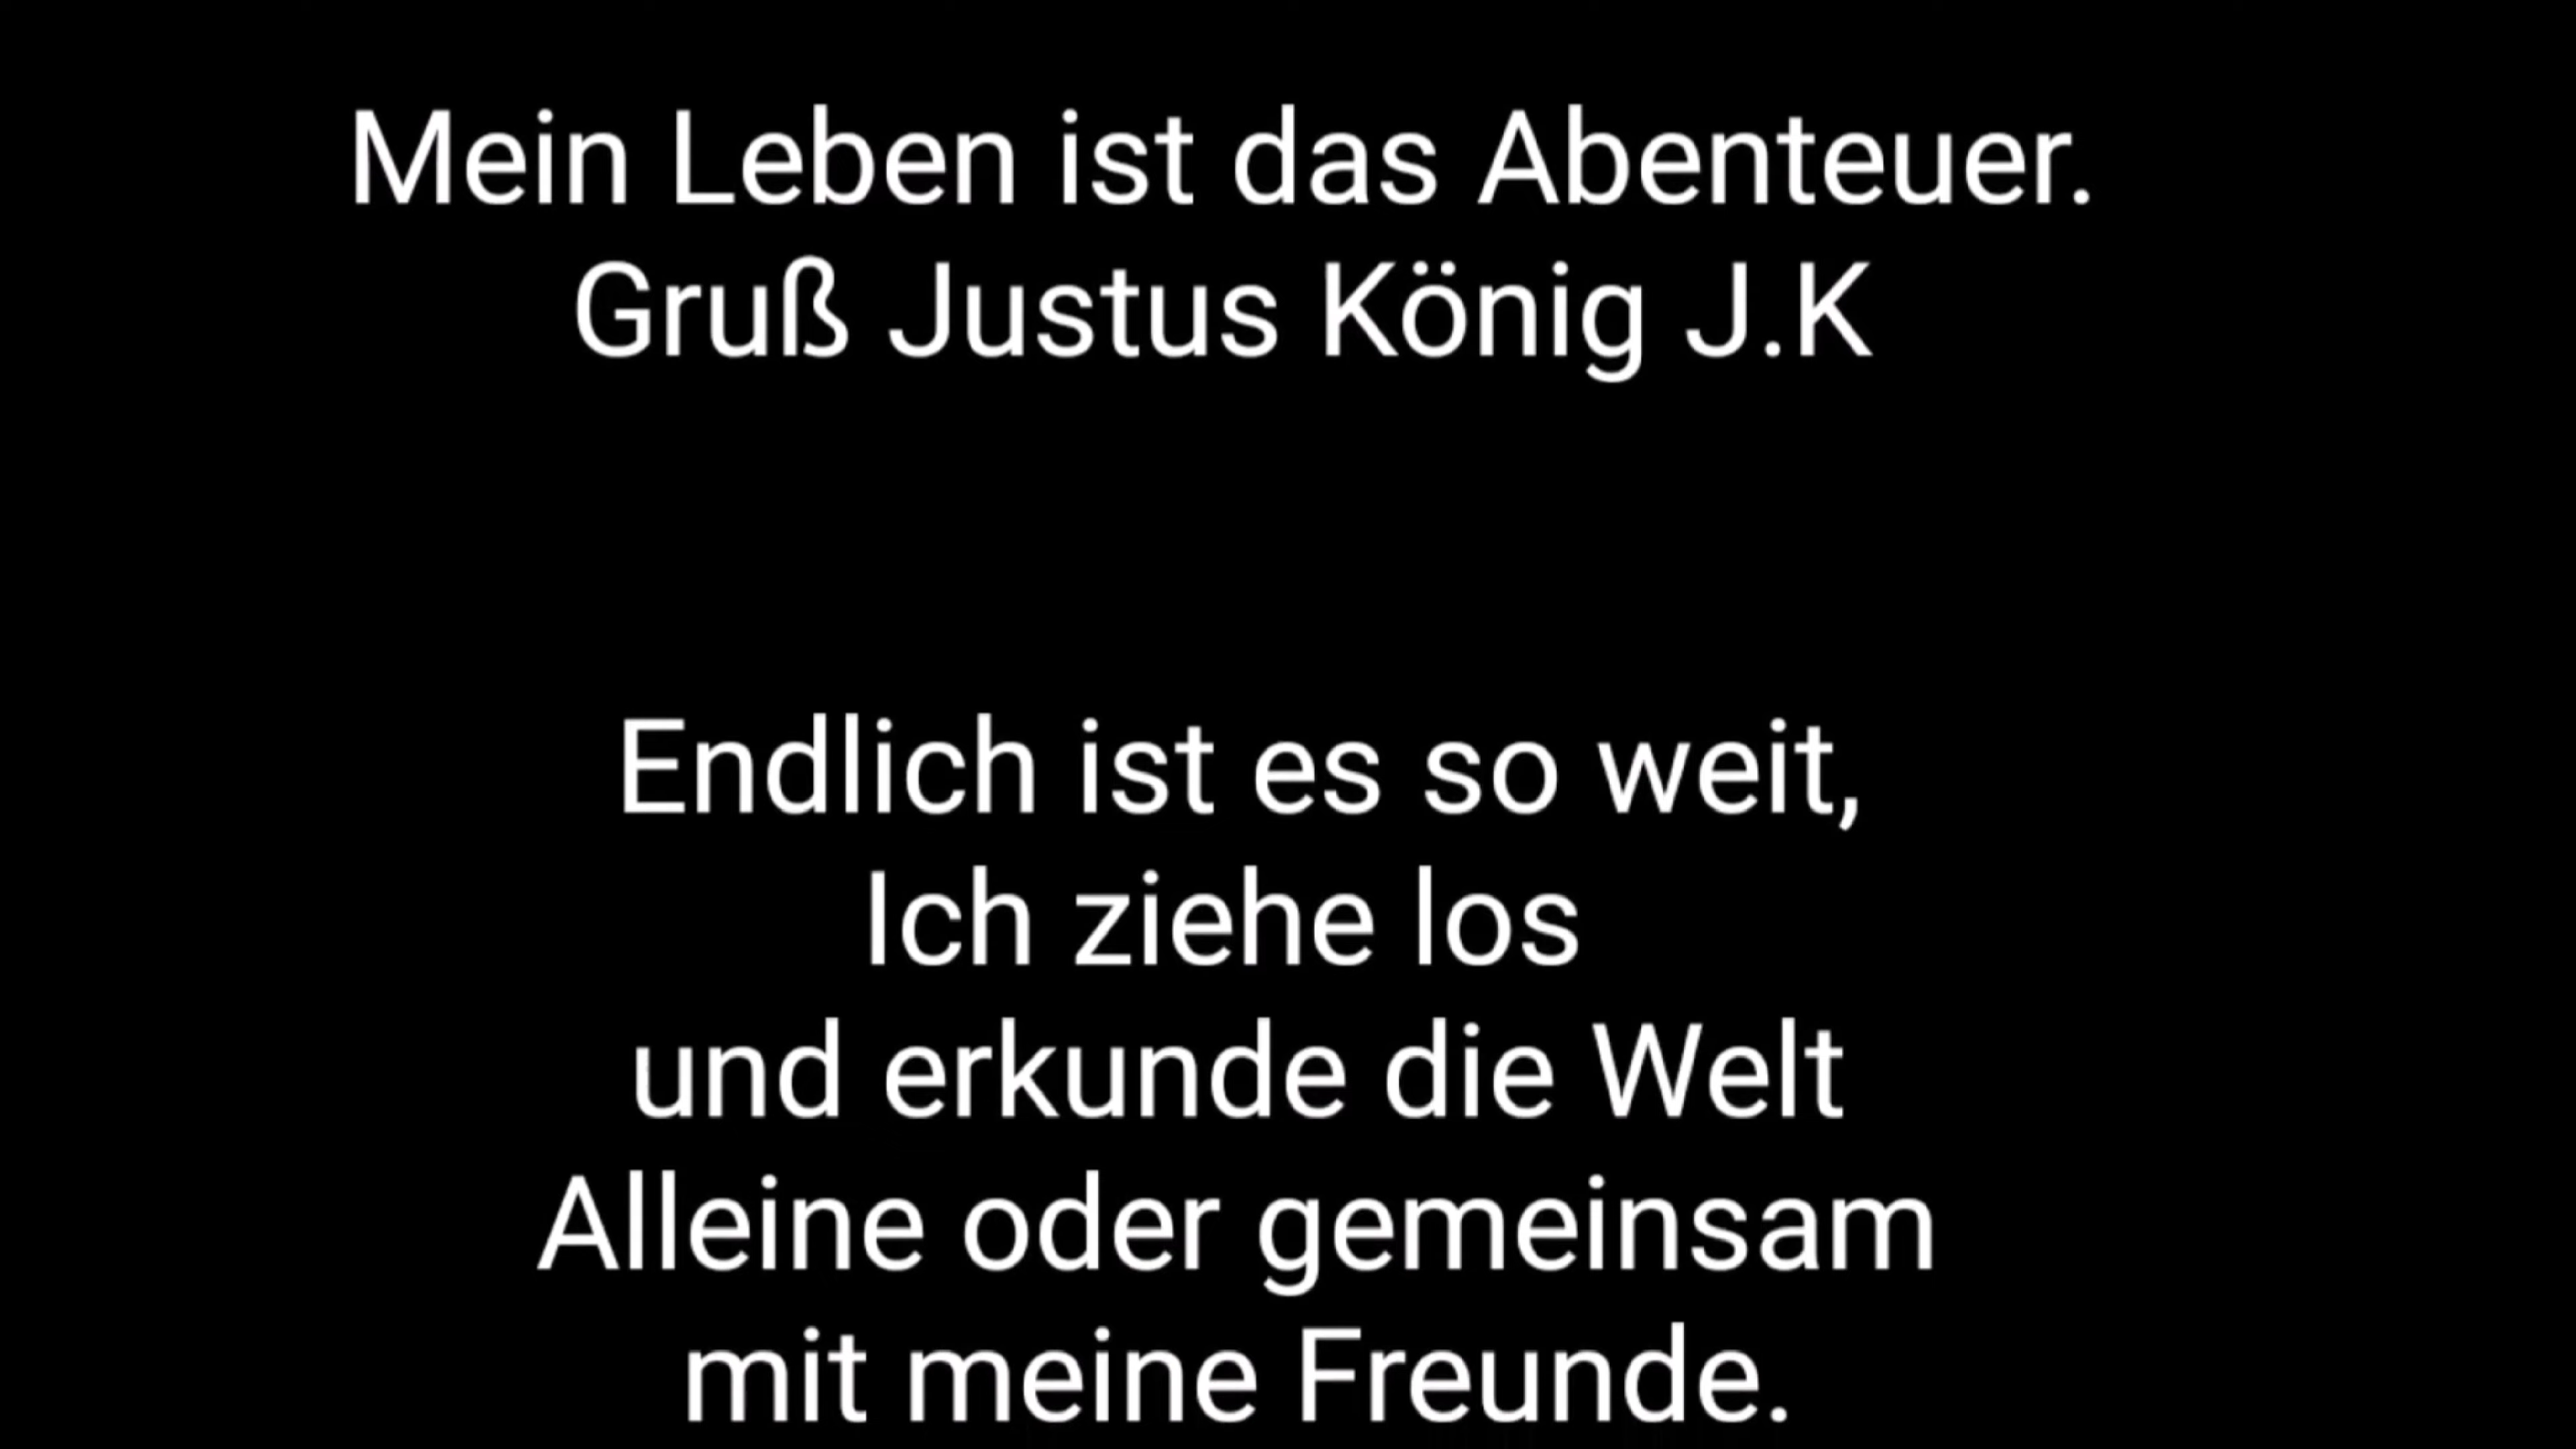 Mein Leben ist das Abenteuer.
Gruß Justus König J.K
Endlich ist es so weit,
Ich ziehe los
und erkunde die Welt
Alleine oder gemeinsam
mit meine Freunde.